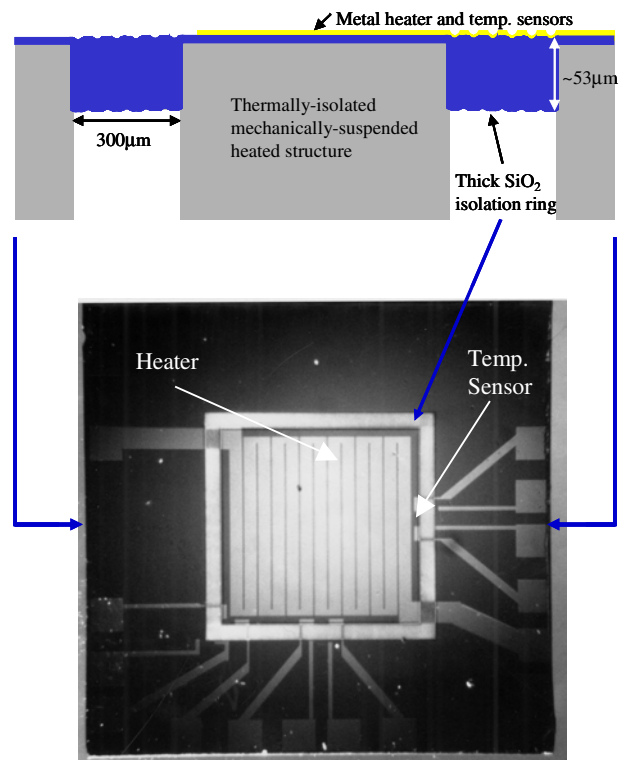 Metal heater and temp. sensors
~53μm
Thermally-isolated
mechanically-suspended
heated structure
300μm
Thick SiO₂
isolation ring
Heater
Temp.
Sensor